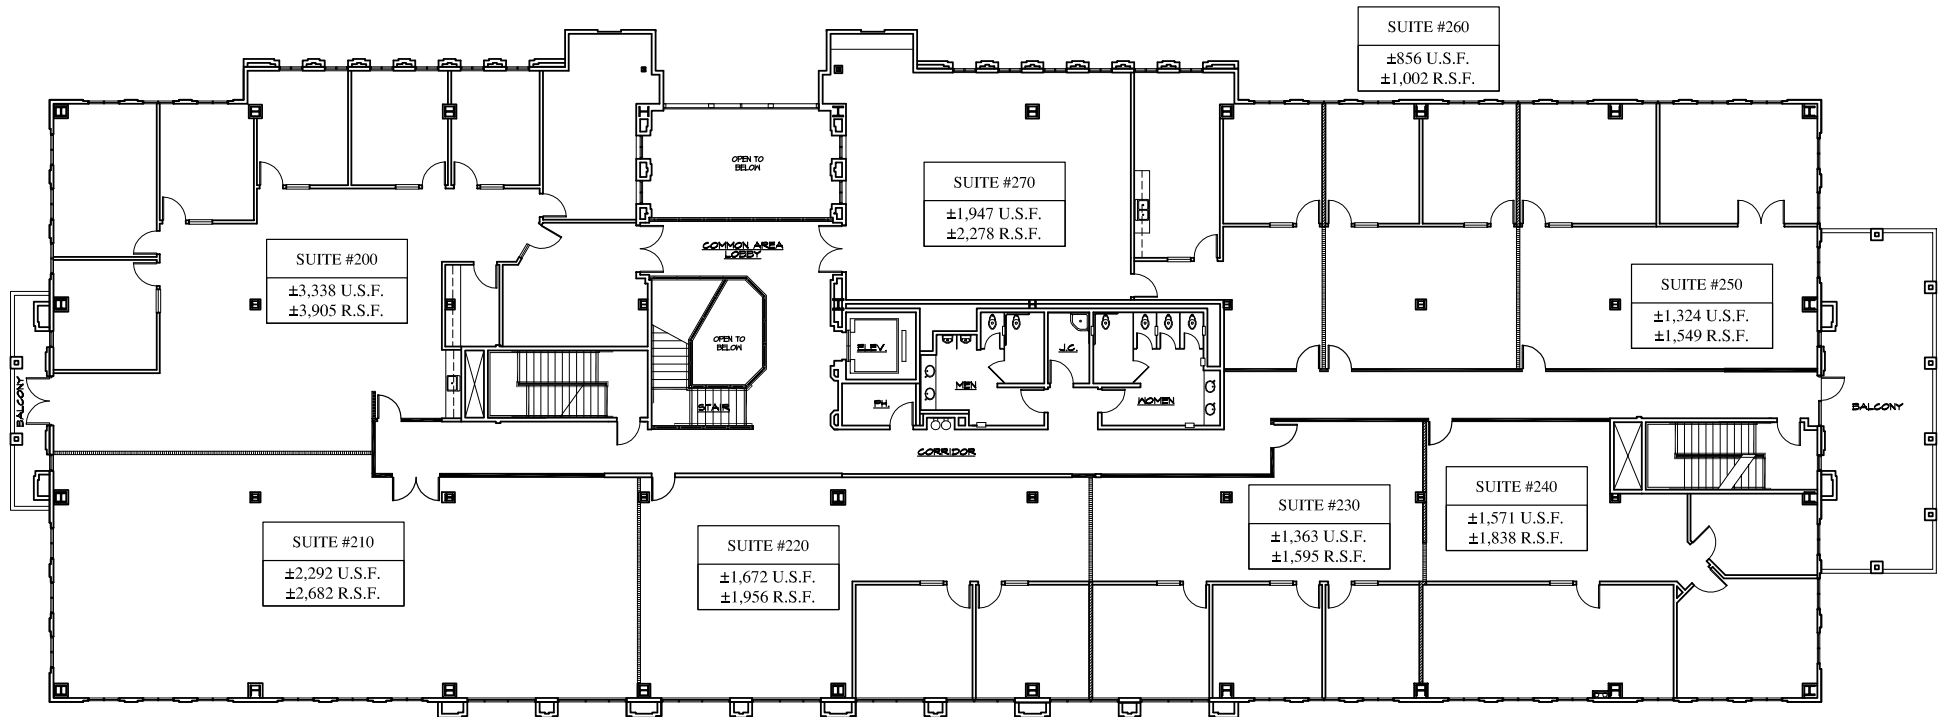 SUITE #260
±856 U.S.F.
±1,002 R.S.F.
OPEN TO
BELOW
SUITE #270
±1,947 U.S.F.
±2,278 R.S.F.
COMMON AREA
LOBBY
SUITE #200
±3,338 U.S.F.
±3,905 R.S.F.
SUITE #250
±1,324 U.S.F.
±1,549 R.S.F.
OPEN TO
BELOW
ELEV.
J.C.
MEN
WOMEN
PH.
STAIR
BALCONY
BALCONY
CORRIDOR
SUITE #210
±2,292 U.S.F.
±2,682 R.S.F.
SUITE #220
±1,672 U.S.F.
±1,956 R.S.F.
SUITE #230
±1,363 U.S.F.
±1,595 R.S.F.
SUITE #240
±1,571 U.S.F.
±1,838 R.S.F.